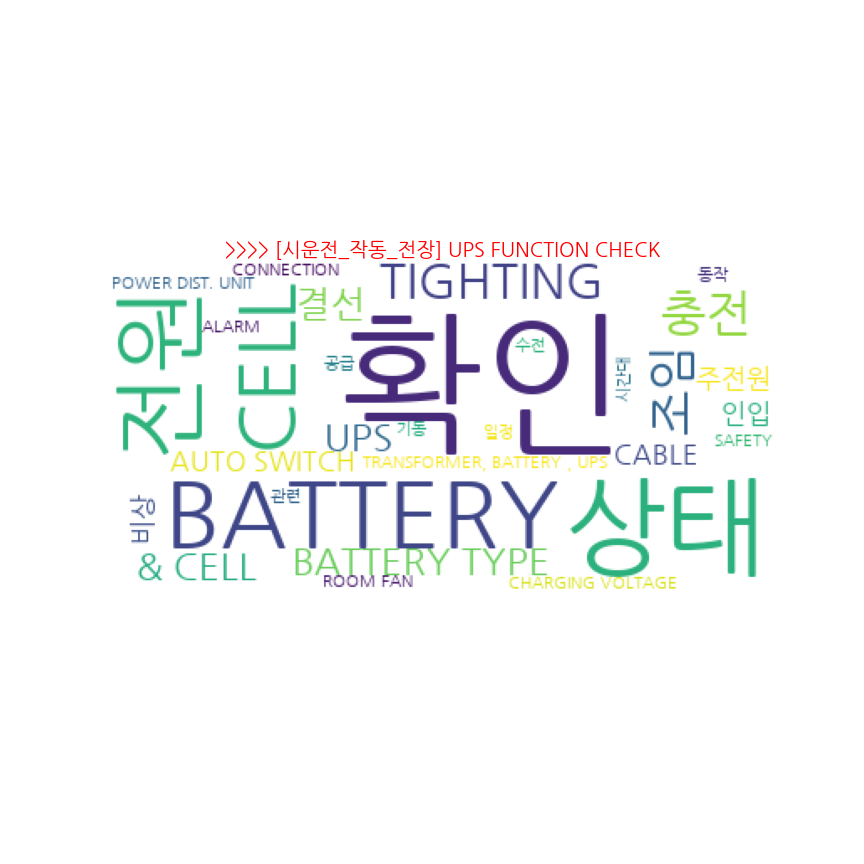 >>>> [시운전_작동_전장] UPS FUNCTION CHECK
CONNECTION
TIGHTING
동작
POWER DIST. UNIT
결선
충전
ALARM
전원
CELL
확인
수전
공급
시간대
조임
주전원
인입
UPS
기동
일정
SAFETY
CABLE
AUTO SWITCH
TRANSFORMER, BATTERY , UPS
비상
관련
BATTERY
상태
& CELL
BATTERY TYPE
ROOM FAN
CHARGING VOLTAGE